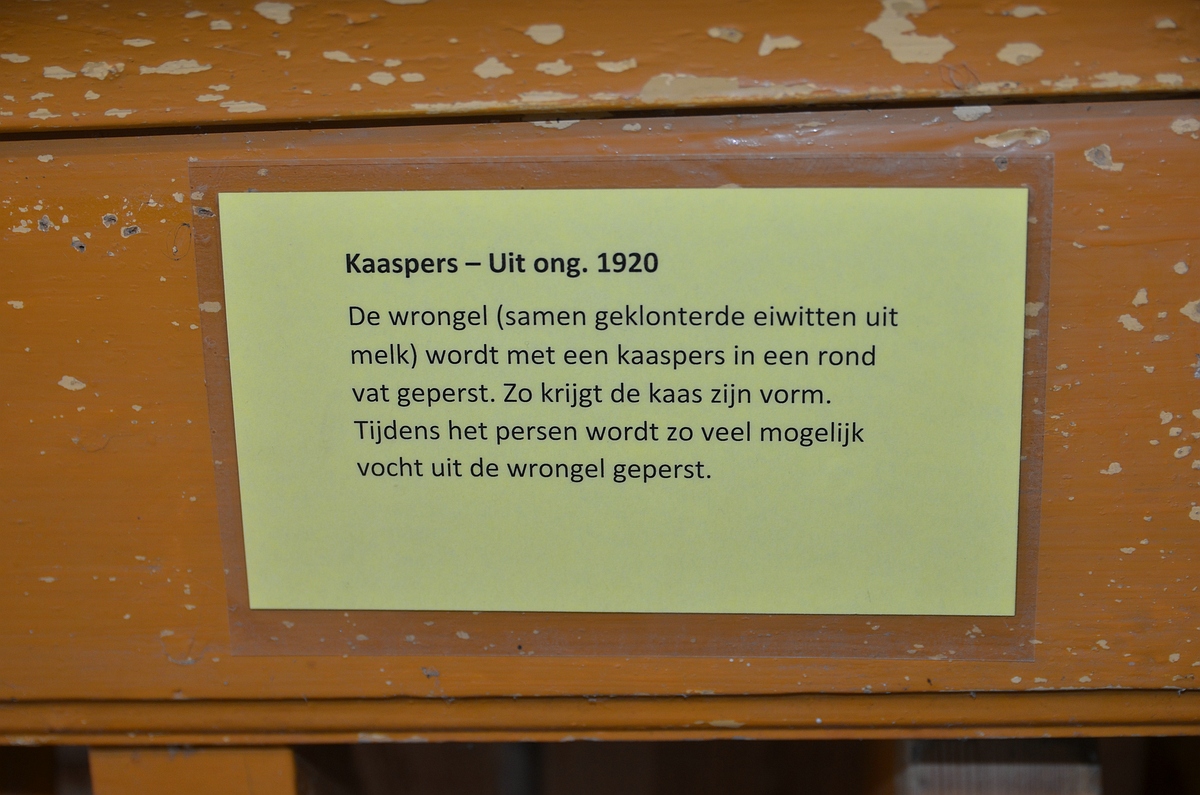 Kaaspers – Uit ong. 1920
De wrongel (samen geklonterde eiwitten uit
melk) wordt met een kaaspers in een rond
vat geperst. Zo krijgt de kaas zijn vorm.
Tijdens het persen wordt zo veel mogelijk
vocht uit de wrongel geperst.